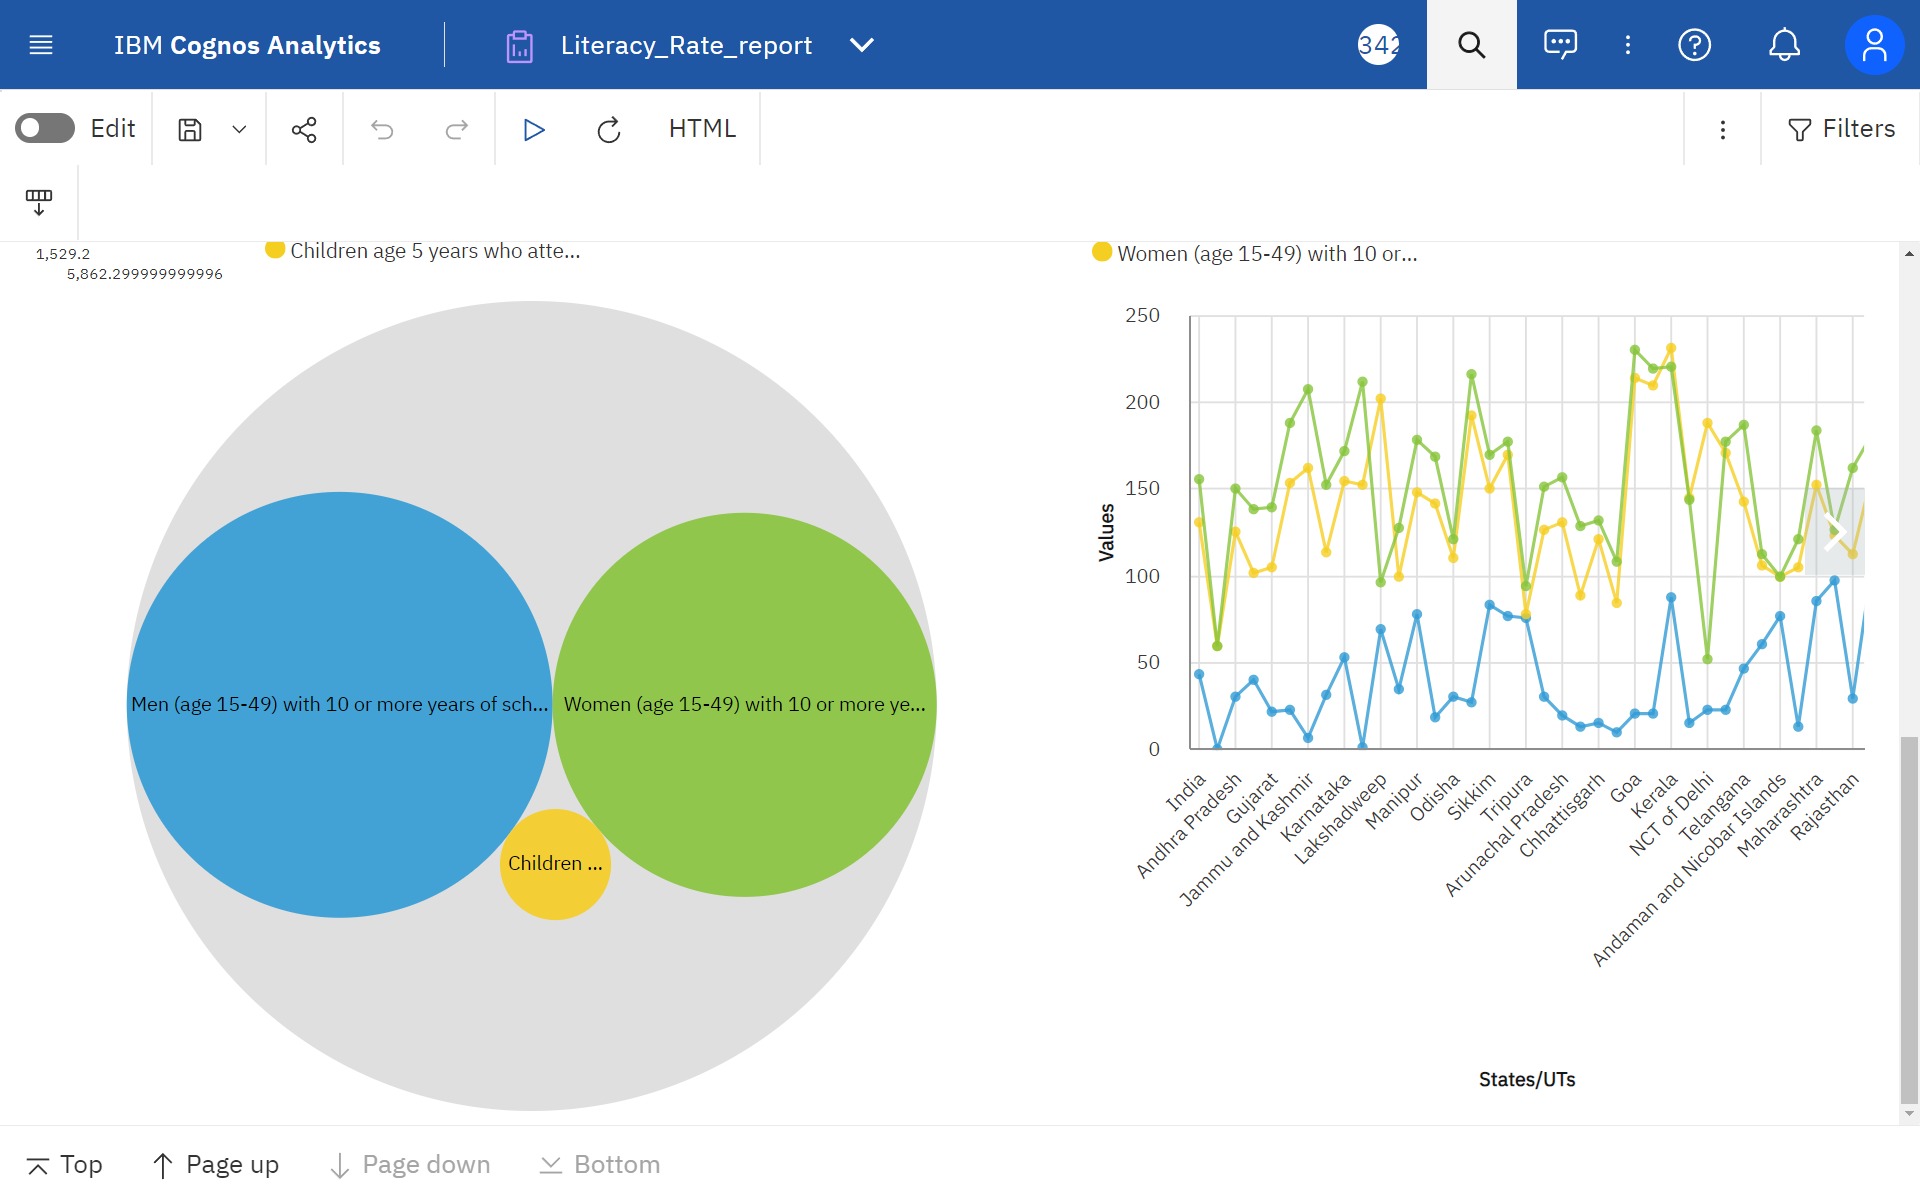 IBM Cognos Analytics
Literacy_Rate_report
342
Edit
HTML
Filters
1,529.2
5,862.299999999996
Children age 5 years who atte...
Men (age 15-49) with 10 or more years of sch...
Women (age 15-49) with 10 or more ye...
Children ...
Women (age 15-49) with 10 or...
250
200
150
100
50
0
Values
India
Andhra Pradesh
Gujarat
Jammu and Kashmir
Karnataka
Lakshadweep
Manipur
Odisha
Sikkim
Tripura
Arunachal Pradesh
Chhattisgarh
Goa
Kerala
NCT of Delhi
Telangana
Andaman and Nicobar Islands
Maharashtra
Rajasthan
States/UTs
Top
Page up
Page down
Bottom